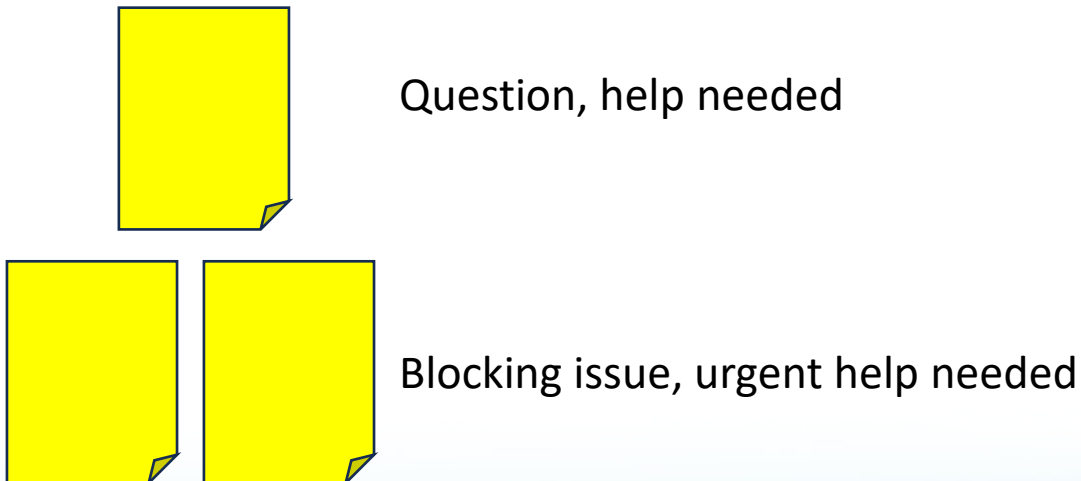 Question, help needed
Blocking issue, urgent help needed